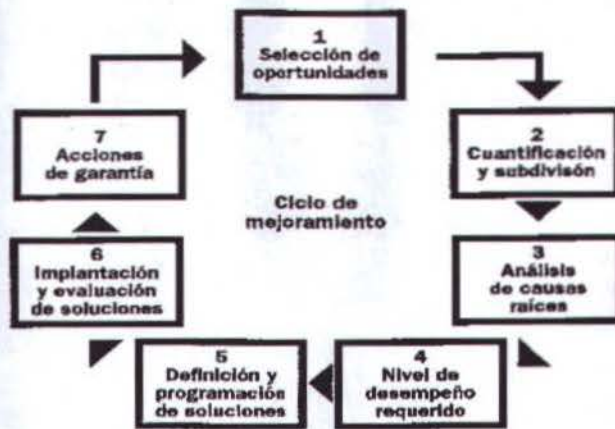 1
Selección de
oportunidades
2
Cuantificación
y subdivisón
3
Análisis
de causas
raíces
4
Nivel de
desempeño
requerido
5
Definición y
programación
de soluciones
6
Implantación
y evaluación
de soluciones
7
Acciones
de garantía
Ciclo de
mejoramiento